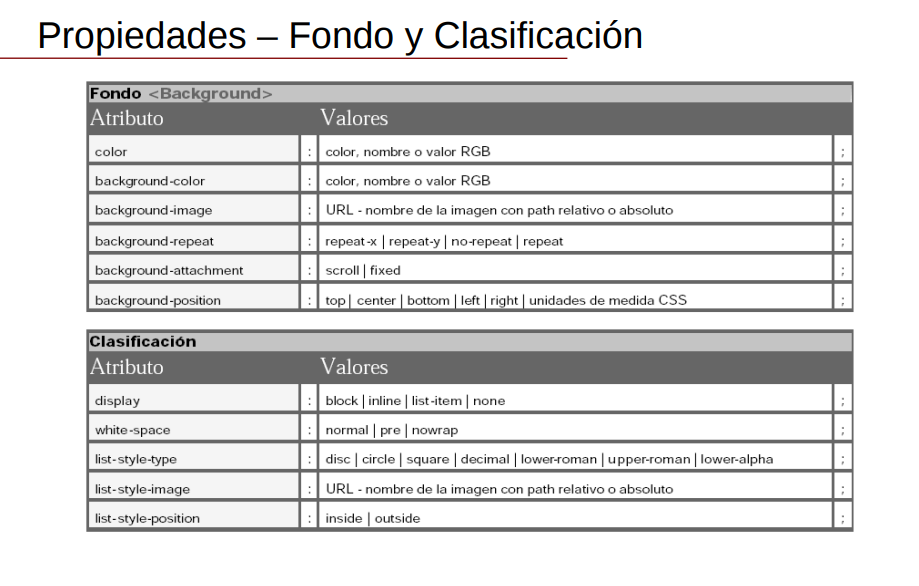 Propiedades – Fondo y Clasificación
Fondo <Background>
Atributo Valores
color : color, nombre o valor RGB ;
background-color : color, nombre o valor RGB ;
background-image : URL - nombre de la imagen con path relativo o absoluto ;
background-repeat : repeat-x | repeat-y | no-repeat | repeat ;
background-attachment : scroll | fixed ;
background-position : top | center | bottom | left | right | unidades de medida CSS ;
Clasificación
Atributo Valores
display : block | inline | list-item | none ;
white-space : normal | pre | nowrap ;
list-style-type : disc | circle | square | decimal | lower-roman | upper-roman | lower-alpha ;
list-style-image : URL - nombre de la imagen con path relativo o absoluto ;
list-style-position : inside | outside ;